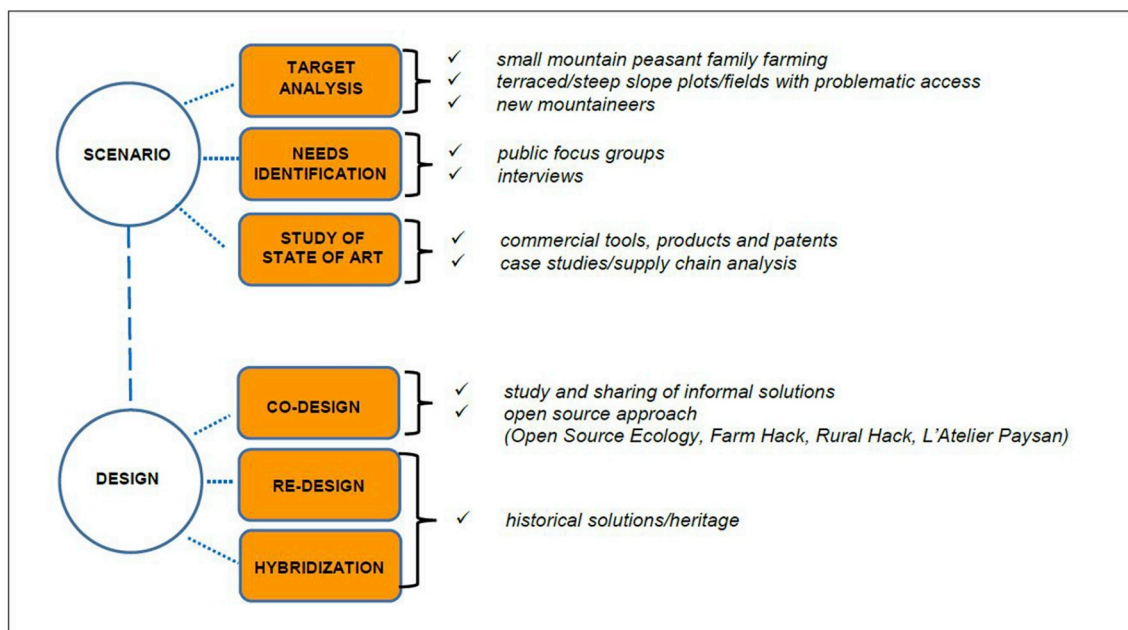 SCENARIO
TARGET
ANALYSIS
✓ small mountain peasant family farming
✓ terraced/steep slope plots/fields with problematic access
✓ new mountaineers
NEEDS
IDENTIFICATION
✓ public focus groups
✓ interviews
STUDY OF
STATE OF ART
✓ commercial tools, products and patents
✓ case studies/supply chain analysis
DESIGN
CO-DESIGN
✓ study and sharing of informal solutions
✓ open source approach
(Open Source Ecology, Farm Hack, Rural Hack, L'Atelier Paysan)
RE-DESIGN
HYBRIDIZATION
✓ historical solutions/heritage